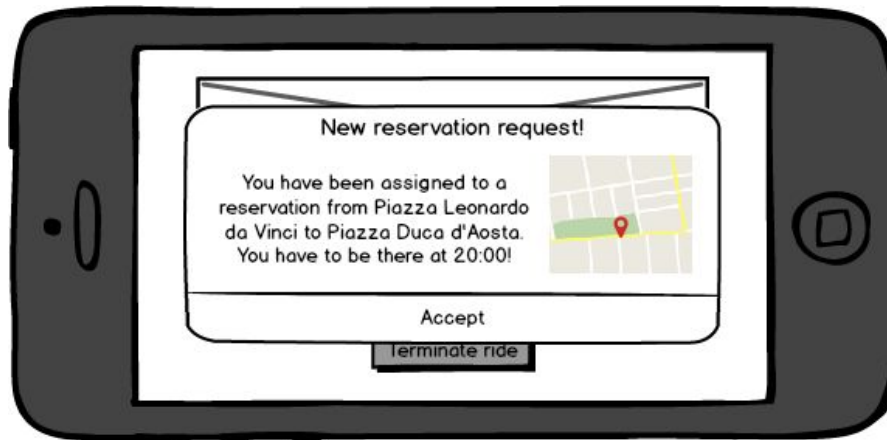 New reservation request!
You have been assigned to a
reservation from Piazza Leonardo
da Vinci to Piazza Duca d'Aosta.
You have to be there at 20:00!
Accept
Terminate ride